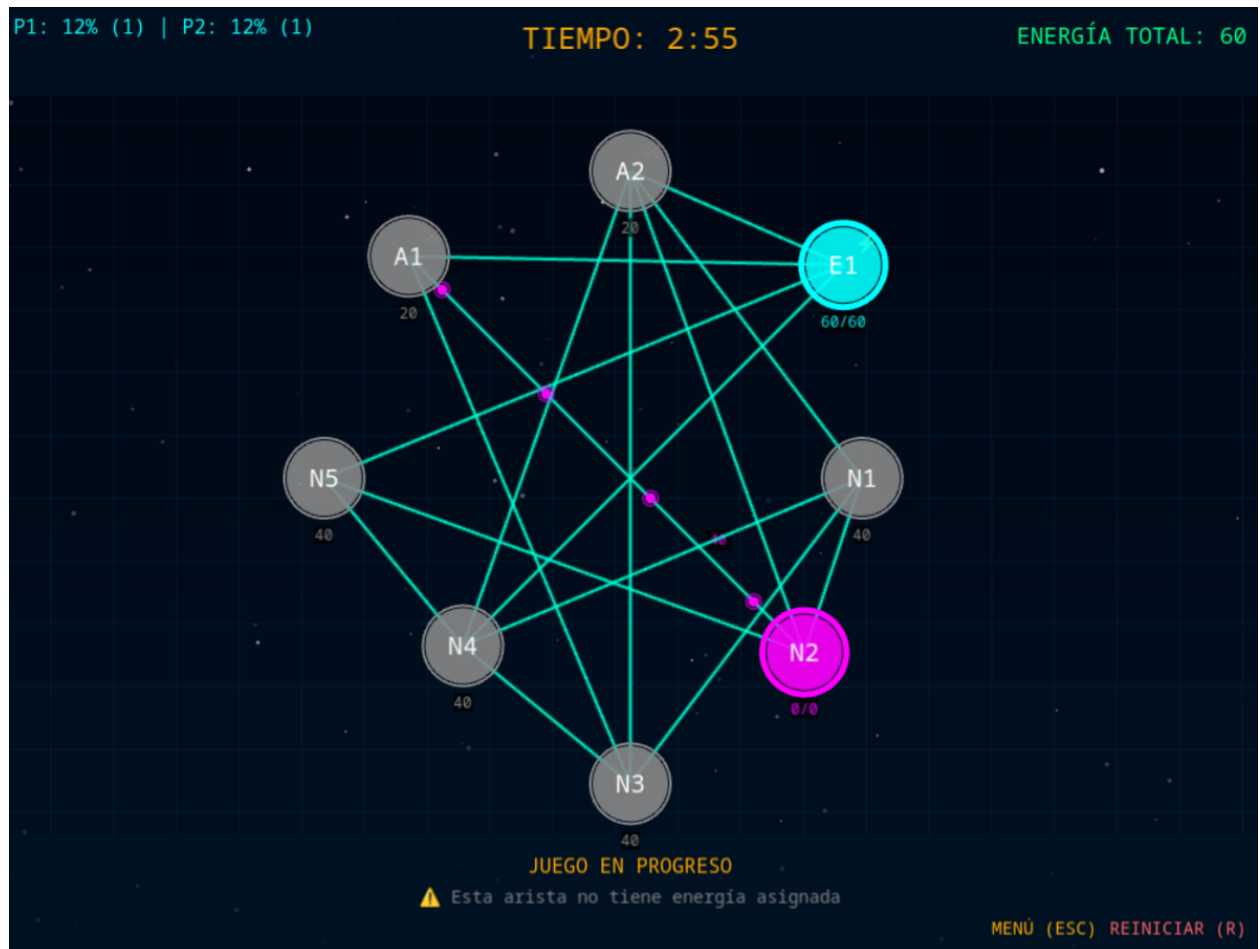 P1: 12% (1) | P2: 12% (1)
TIEMPO: 2:55
ENERGÍA TOTAL: 60
A2
20
A1
20
E1
60/60
N5
40
N1
40
40
N4
40
N2
0/0
N3
40
JUEGO EN PROGRESO
⚠️ Esta arista no tiene energía asignada
MENÚ (ESC) REINICIAR (R)